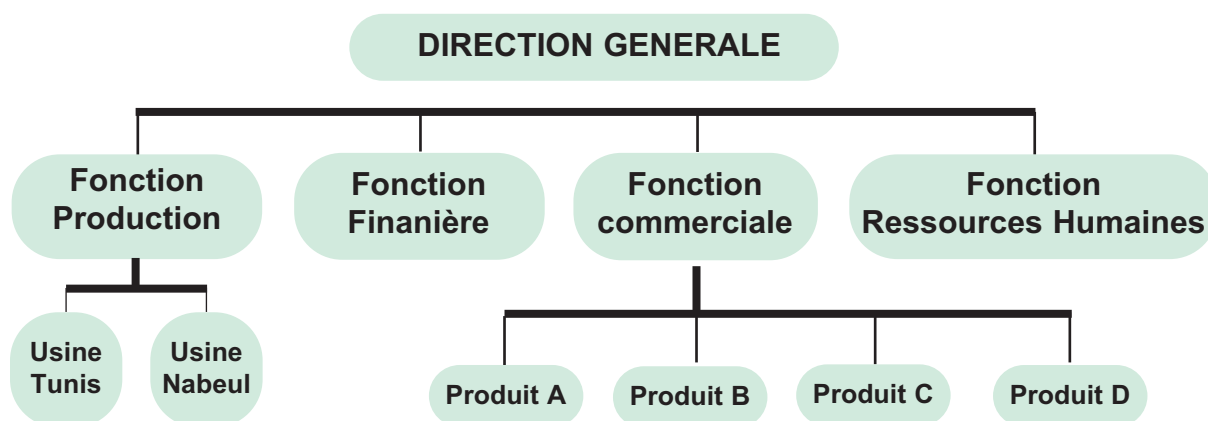 DIRECTION GENERALE
Fonction
Production
Fonction
Finanière
Fonction
commerciale
Fonction
Ressources Humaines
Usine
Tunis
Usine
Nabeul
Produit A
Produit B
Produit C
Produit D